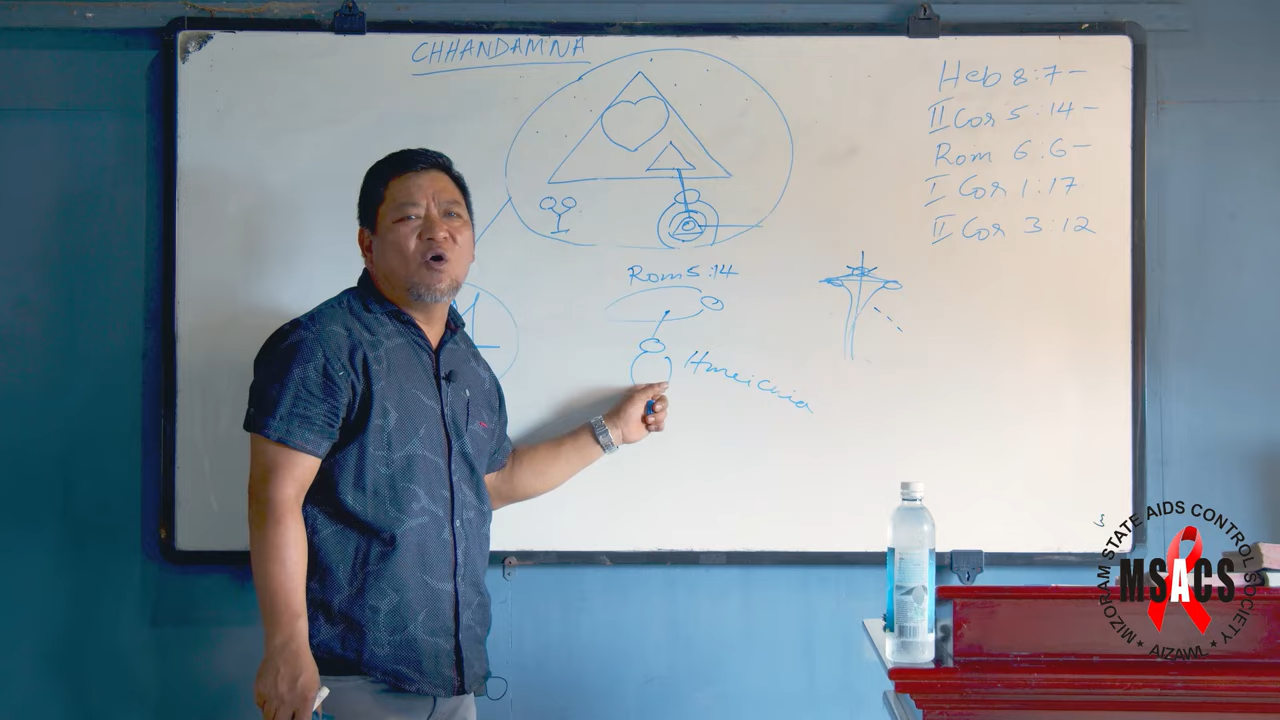 CHHANDAMNA
Heb 8:7-
II Cor 5:14-
Rom 6:6-
I Cor 1:17
II Cor 3:12
Rom 5:14
MIZORAM STATE AIDS CONTROL SOCIETY
MSACS
★ AIZAWL ★